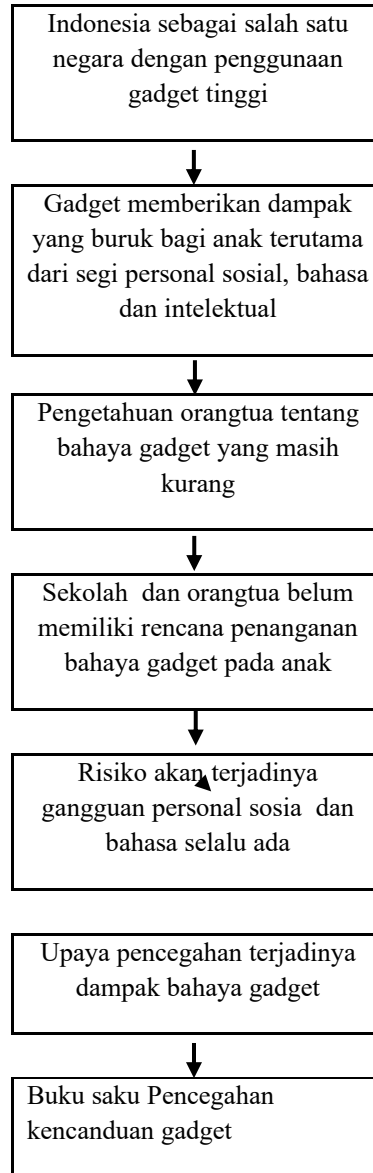 Indonesia sebagai salah satu
negara dengan penggunaan
gadget tinggi
Gadget memberikan dampak
yang buruk bagi anak terutama
dari segi personal sosial, bahasa
dan intelektual
Pengetahuan orangtua tentang
bahaya gadget yang masih
kurang
Sekolah dan orangtua belum
memiliki rencana penanganan
bahaya gadget pada anak
Risiko akan terjadinya
gangguan personal sosia dan
bahasa selalu ada
Upaya pencegahan terjadinya
dampak bahaya gadget
Buku saku Pencegahan
kencanduan gadget